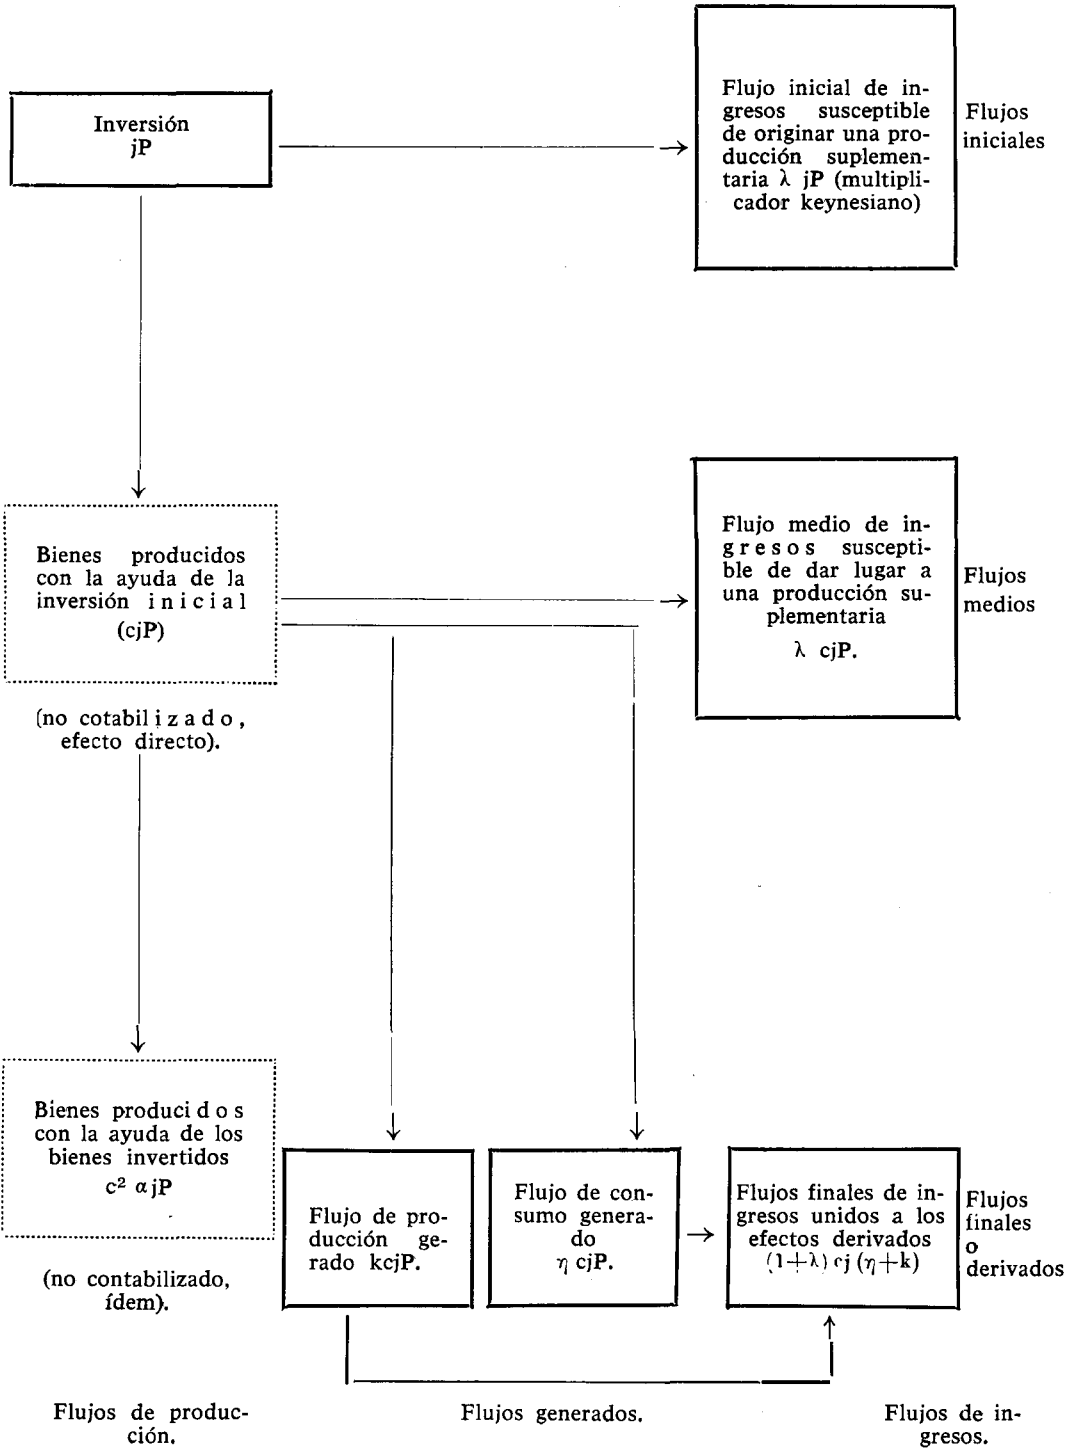 Inversión
jP
Flujo inicial de in-
gresos susceptible
de originar una pro-
ducción suplemen-
taria λ jP (multipli-
cador keynesiano)
Flujos
iniciales
Bienes producidos
con la ayuda de la
inversión inicial
(cjP)
(no cotabilizado,
efecto directo).
Flujo medio de in-
gresos suscepti-
ble de dar lugar a
una producción su-
plementaria
λ cjP.
Flujos
medios
Bienes producidos
con la ayuda de los
bienes invertidos
c² αjP
(no contabilizado,
ídem).
Flujo de pro-
ducción ge-
rado kcjP.
Flujo de con-
sumo genera-
do
η cjP.
Flujos finales de in-
gresos unidos a los
efectos derivados
(1+λ) cj (η+k)
Flujos
finales
o
derivados
Flujos de produc-
ción.
Flujos generados.
Flujos de in-
gresos.